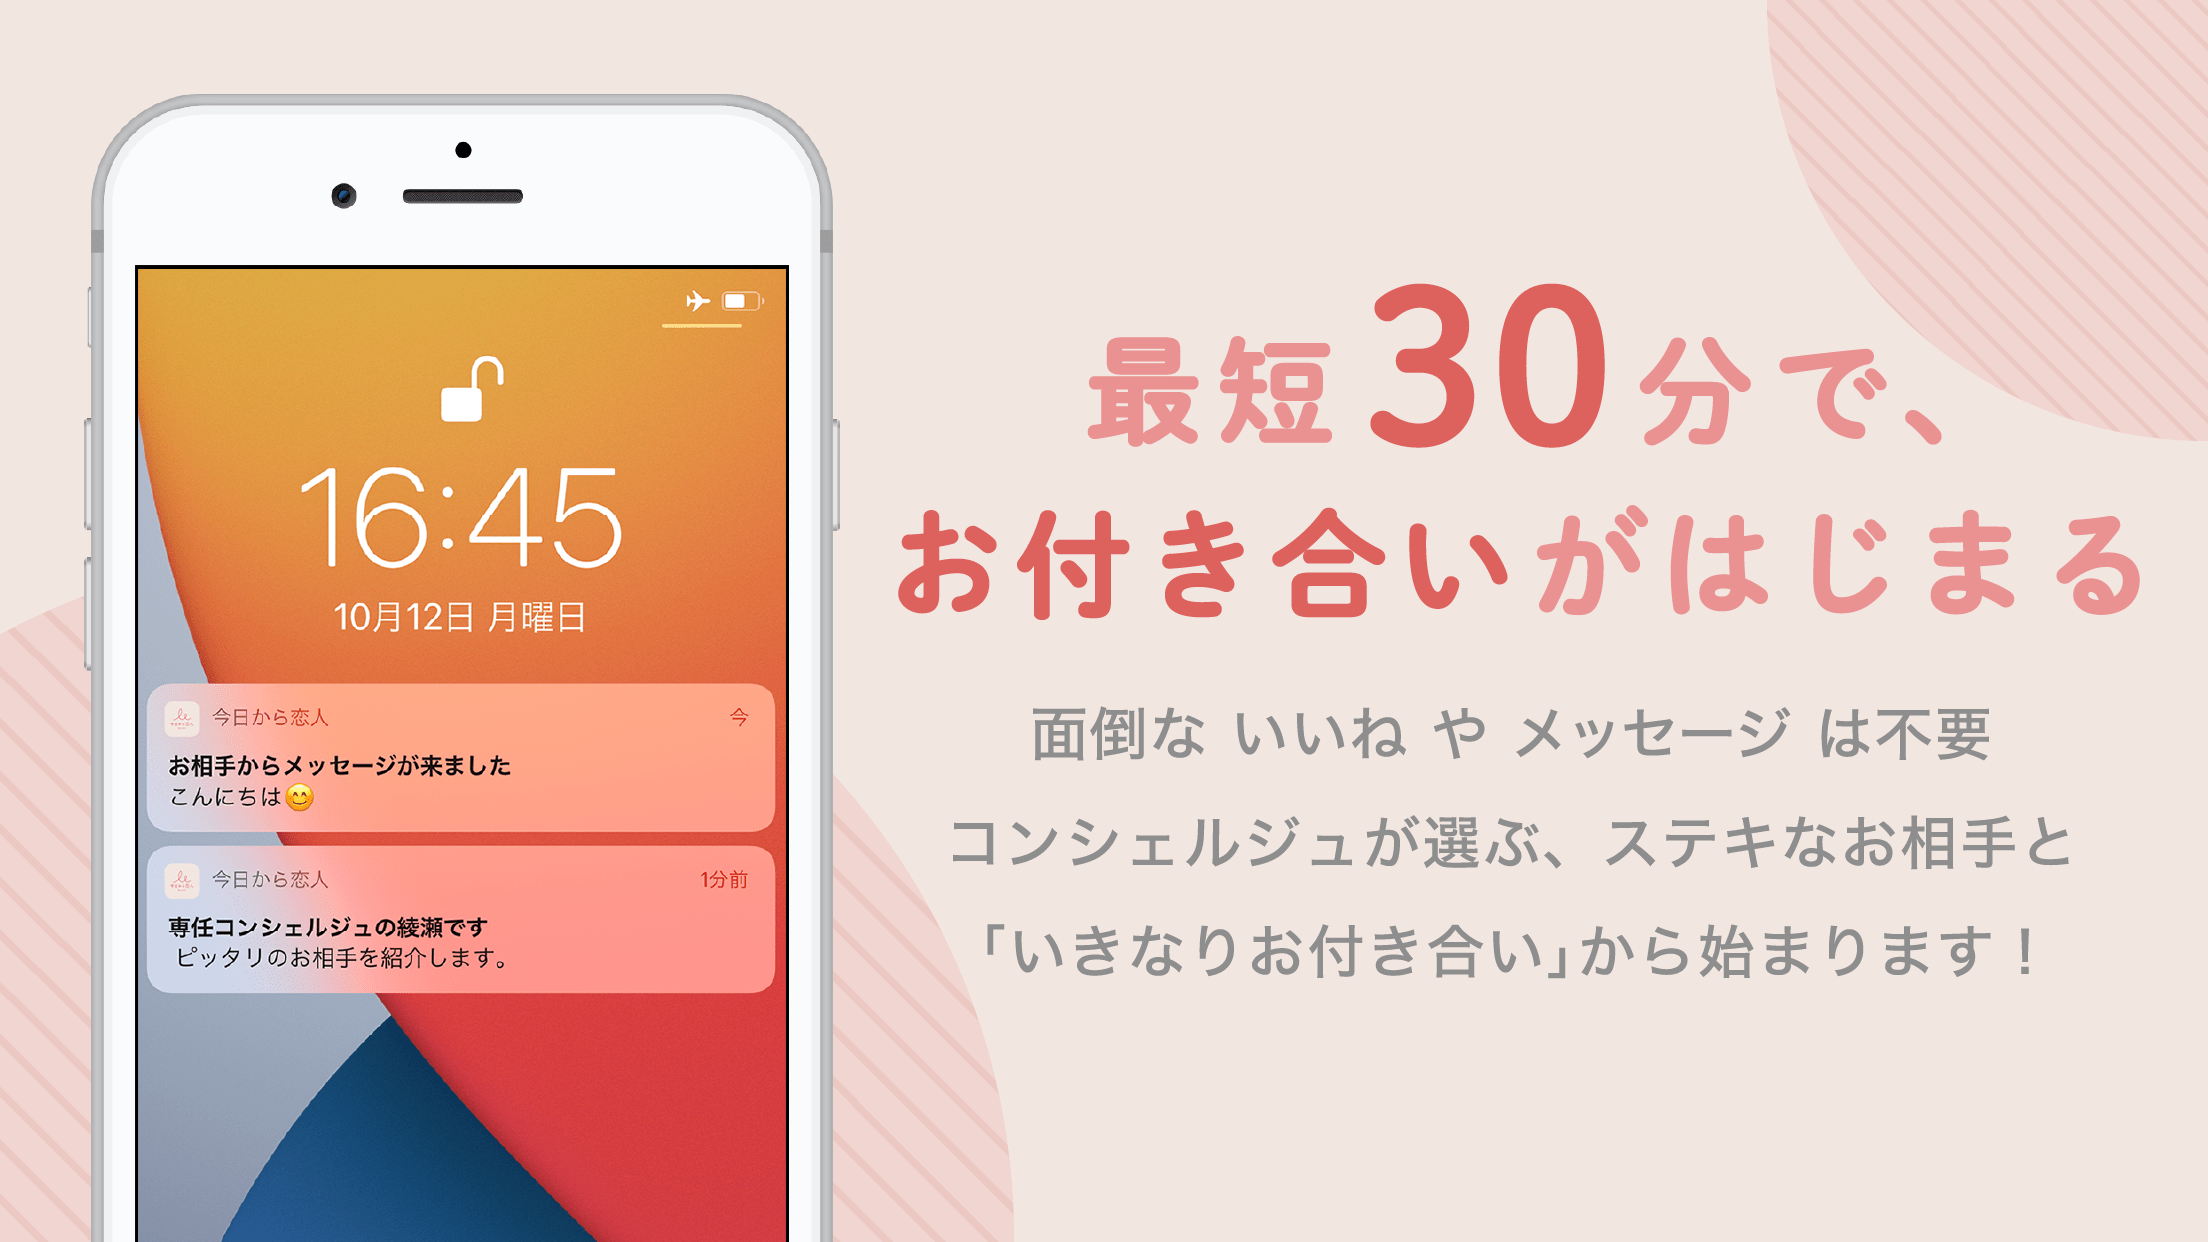 16:45
10月12日 月曜日
今日から恋人 今
お相手からメッセージが来ました
こんにちは😊
今日から恋人 1分前
専任コンシェルジュの綾瀬です
ピッタリのお相手を紹介します。
最短30分で、
お付き合いがはじまる
面倒な いいね や メッセージ は不要
コンシェルジュが選ぶ、ステキなお相手と
「いきなりお付き合い」から始まります！